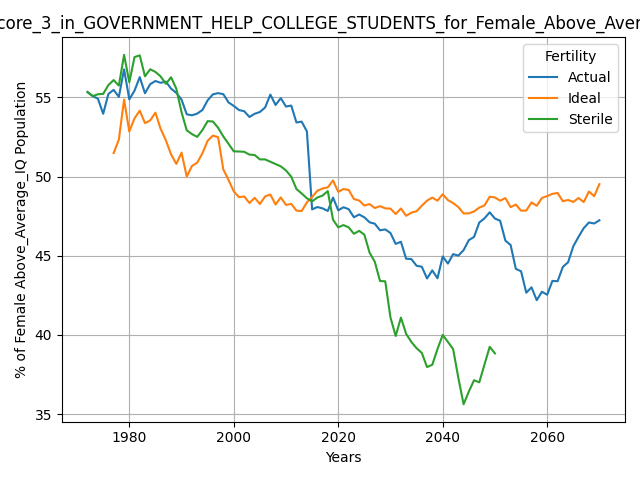 core_3_in_GOVERNMENT_HELP_COLLEGE_STUDENTS_for_Female_Above_Aver
Fertility
Actual
Ideal
Sterile
% of Female Above_Average_IQ Population
55
50
45
40
35
1980
2000
2020
2040
2060
Years